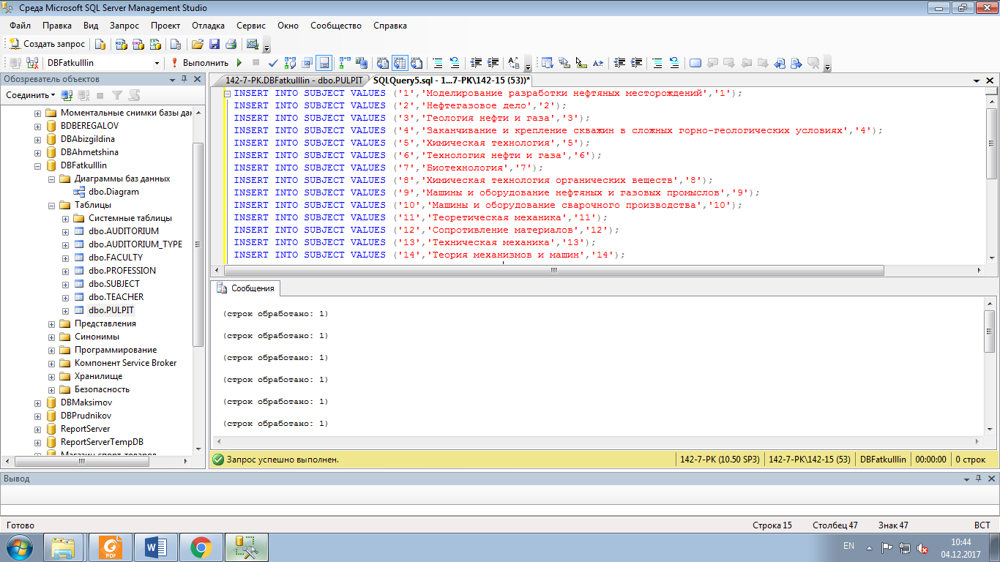 Среда Microsoft SQL Server Management Studio
Файл Правка Вид Запрос Проект Отладка Сервис Окно Сообщество Справка
Создать запрос
DBFatkulllin Выполнить
Обозреватель объектов
Соединить
Моментальные снимки базы дан
BDBEREGALOV
DBAbizgildina
DBAhmetshina
DBFatkulllin
Диаграммы баз данных
dbo.Diagram
Таблицы
Системные таблицы
dbo.AUDITORIUM
dbo.AUDITORIUM_TYPE
dbo.FACULTY
dbo.PROFESSION
dbo.SUBJECT
dbo.TEACHER
dbo.PULPIT
Представления
Синонимы
Программирование
Компонент Service Broker
Хранилище
Безопасность
DBMaksimov
DBPrudnikov
ReportServer
ReportServerTempDB
Магазин спорт-товаров
142-7-PK.DBFatkulllin - dbo.PULPIT SQLQuery5.sql - 1...7-PK\142-15 (53))*
INSERT INTO SUBJECT VALUES ('1','Моделирование разработки нефтяных месторождений','1');
INSERT INTO SUBJECT VALUES ('2','Нефтегазовое дело','2');
INSERT INTO SUBJECT VALUES ('3','Геология нефти и газа','3');
INSERT INTO SUBJECT VALUES ('4','Заканчивание и крепление скважин в сложных горно-геологических условиях','4');
INSERT INTO SUBJECT VALUES ('5','Химическая технология','5');
INSERT INTO SUBJECT VALUES ('6','Технология нефти и газа','6');
INSERT INTO SUBJECT VALUES ('7','Биотехнология','7');
INSERT INTO SUBJECT VALUES ('8','Химическая технология органических веществ','8');
INSERT INTO SUBJECT VALUES ('9','Машины и оборудование нефтяных и газовых промыслов','9');
INSERT INTO SUBJECT VALUES ('10','Машины и оборудование сварочного производства','10');
INSERT INTO SUBJECT VALUES ('11','Теоретическая механика','11');
INSERT INTO SUBJECT VALUES ('12','Сопротивление материалов','12');
INSERT INTO SUBJECT VALUES ('13','Техническая механика','13');
INSERT INTO SUBJECT VALUES ('14','Теория механизмов и машин','14');
Сообщения
(строк обработано: 1)
(строк обработано: 1)
(строк обработано: 1)
(строк обработано: 1)
(строк обработано: 1)
(строк обработано: 1)
Запрос успешно выполнен. 142-7-PK (10.50 SP3) 142-7-PK\142-15 (53) DBFatkulllin 00:00:00 0 строк
Вывод
Готово Строка 15 Столбец 47 Знак 47 ВСТ
PDF EN 10:44
04.12.2017